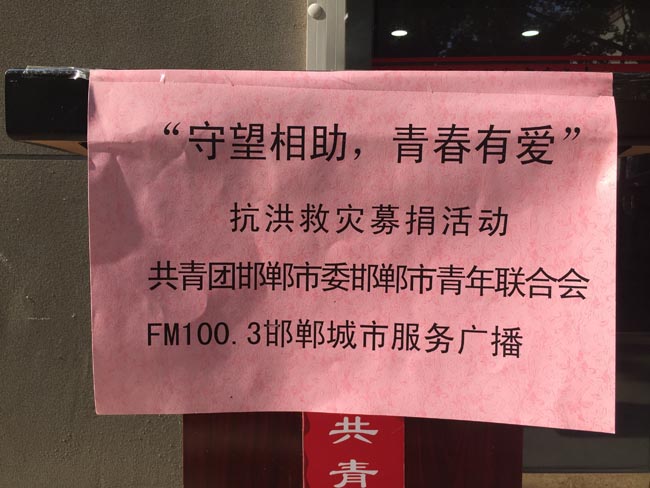 “守望相助，青春有爱”
抗洪救灾募捐活动
共青团邯郸市委邯郸市青年联合会
FM100.3邯郸城市服务广播
共
青